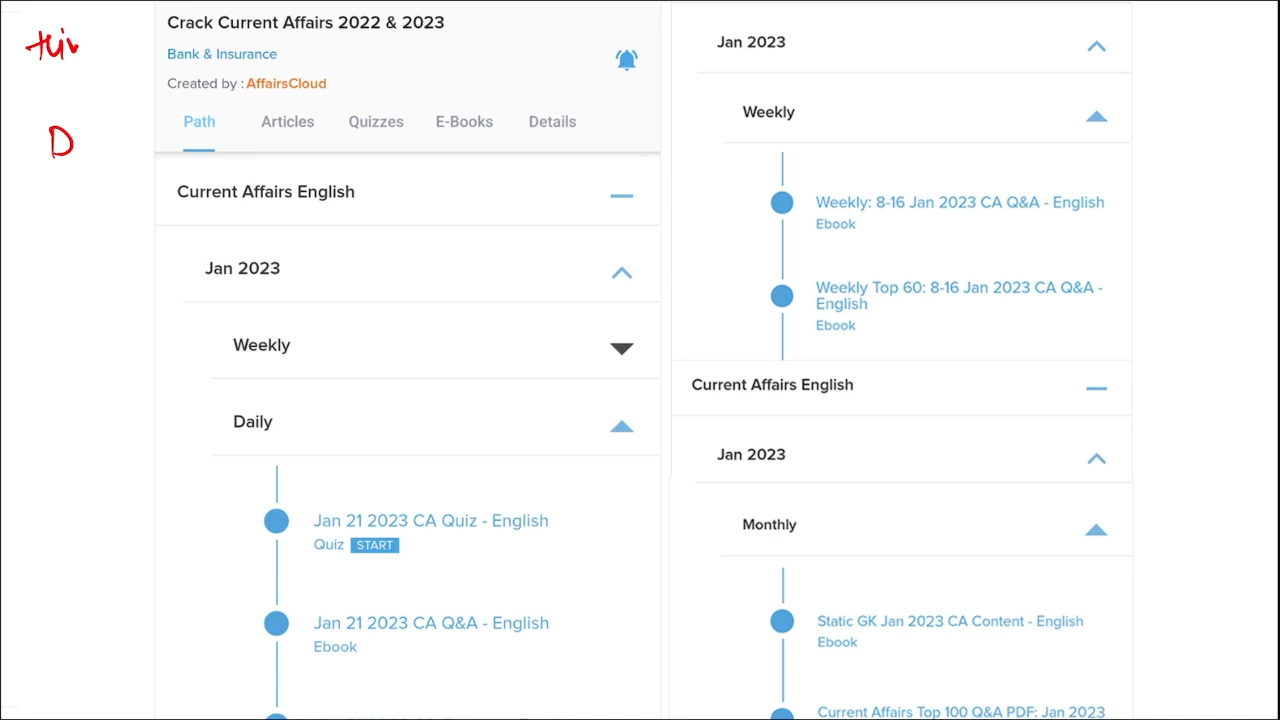 D
Crack Current Affairs 2022 & 2023
Bank & Insurance
Created by : AffairsCloud
Path Articles Quizzes E-Books Details
Current Affairs English
Jan 2023
Weekly
Daily
Jan 21 2023 CA Quiz - English
Quiz START
Jan 21 2023 CA Q&A - English
Ebook
Jan 2023
Weekly
Weekly: 8-16 Jan 2023 CA Q&A - English
Ebook
Weekly Top 60: 8-16 Jan 2023 CA Q&A -
English
Ebook
Current Affairs English
Jan 2023
Monthly
Static GK Jan 2023 CA Content - English
Ebook
Current Affairs Top 100 Q&A PDF: Jan 2023